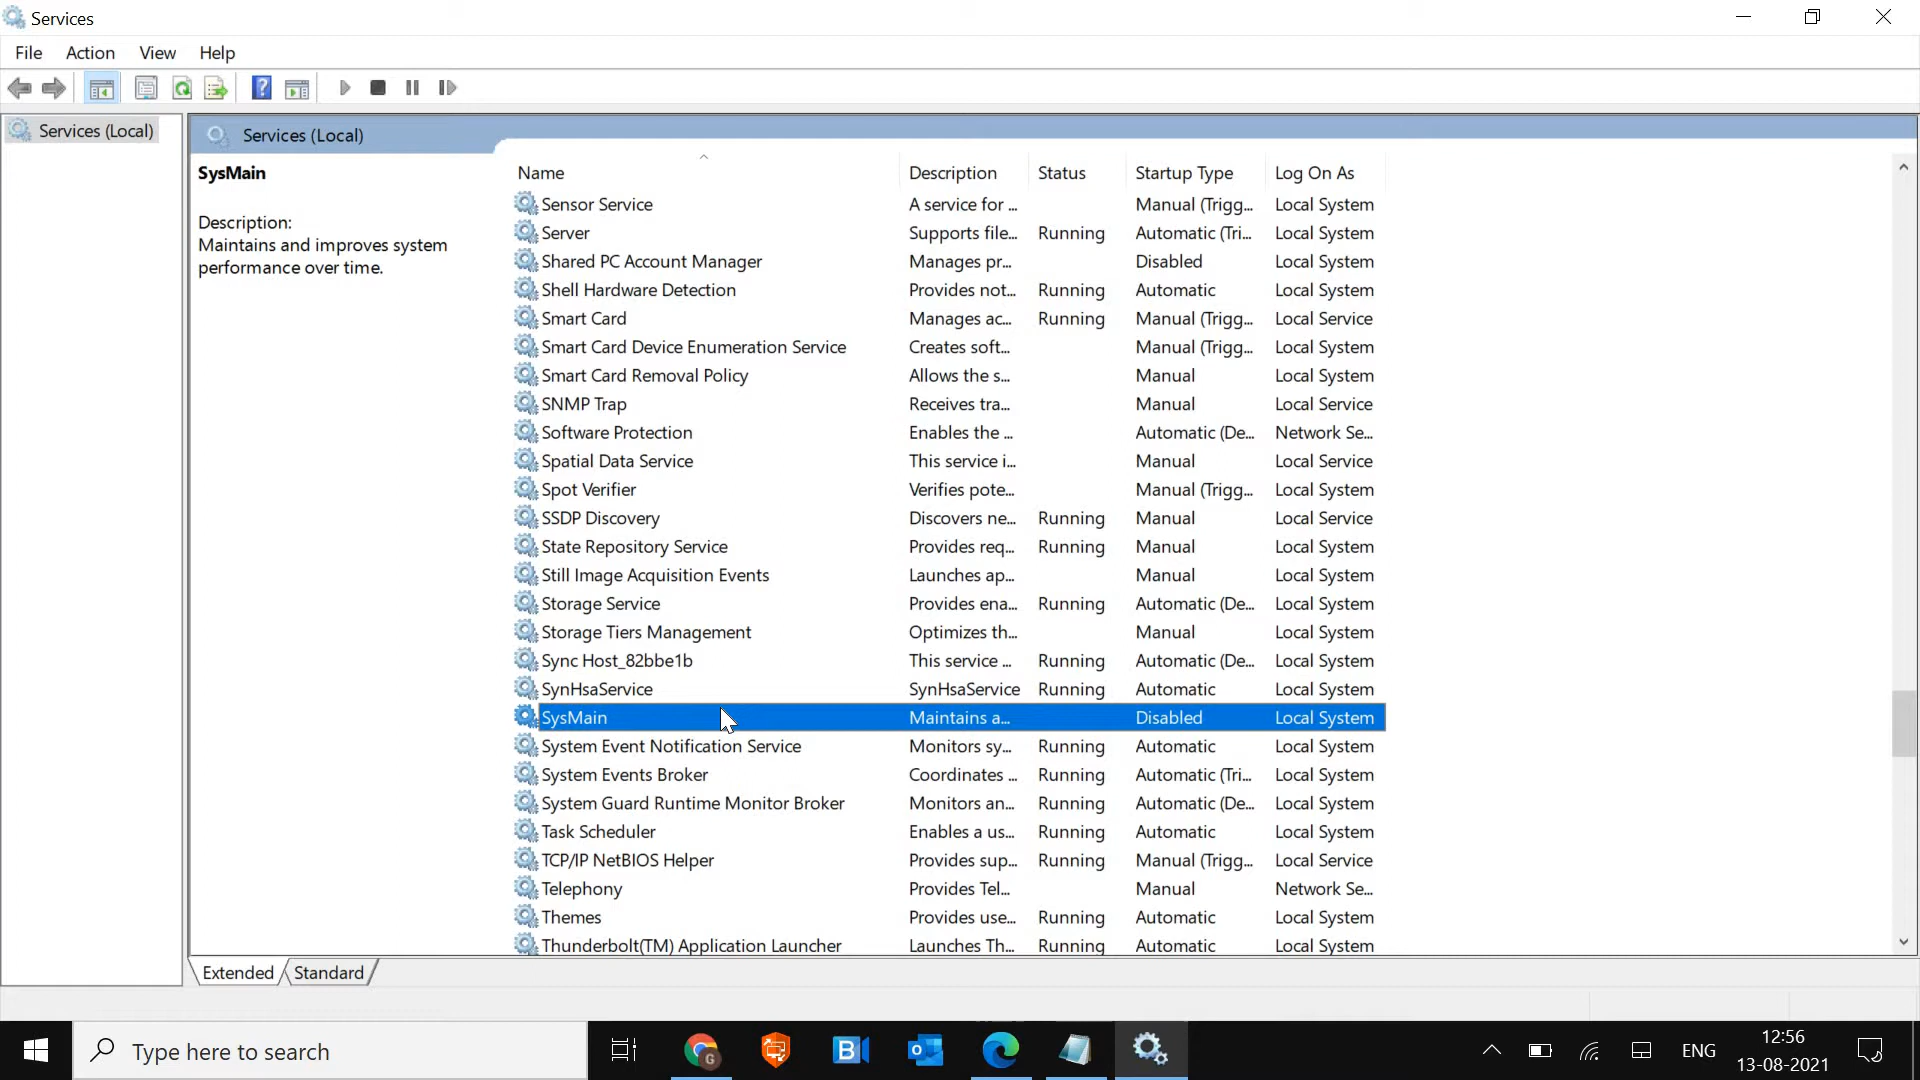 Services
File Action View Help
Services (Local)
Services (Local)
SysMain
Description:
Maintains and improves system
performance over time.
Name Description Status Startup Type Log On As
Sensor Service A service for ... Manual (Trigg... Local System
Server Supports file... Running Automatic (Tri... Local System
Shared PC Account Manager Manages pr... Disabled Local System
Shell Hardware Detection Provides not... Running Automatic Local System
Smart Card Manages ac... Running Manual (Trigg... Local Service
Smart Card Device Enumeration Service Creates soft... Manual (Trigg... Local System
Smart Card Removal Policy Allows the s... Manual Local System
SNMP Trap Receives tra... Manual Local Service
Software Protection Enables the ... Automatic (De... Network Se...
Spatial Data Service This service i... Manual Local Service
Spot Verifier Verifies pote... Manual (Trigg... Local System
SSDP Discovery Discovers ne... Running Manual Local Service
State Repository Service Provides req... Running Manual Local System
Still Image Acquisition Events Launches ap... Manual Local System
Storage Service Provides ena... Running Automatic (De... Local System
Storage Tiers Management Optimizes th... Manual Local System
Sync Host_82bbe1b This service ... Running Automatic (De... Local System
SynHsaService SynHsaService Running Automatic Local System
SysMain Maintains a... Disabled Local System
System Event Notification Service Monitors sy... Running Automatic Local System
System Events Broker Coordinates ... Running Automatic (Tri... Local System
System Guard Runtime Monitor Broker Monitors an... Running Automatic (De... Local System
Task Scheduler Enables a us... Running Automatic Local System
TCP/IP NetBIOS Helper Provides sup... Running Manual (Trigg... Local Service
Telephony Provides Tel... Manual Network Se...
Themes Provides use... Running Automatic Local System
Thunderbolt(TM) Application Launcher Launches Th... Running Automatic Local System
Extended Standard
Type here to search
G
B
ENG
12:56
13-08-2021